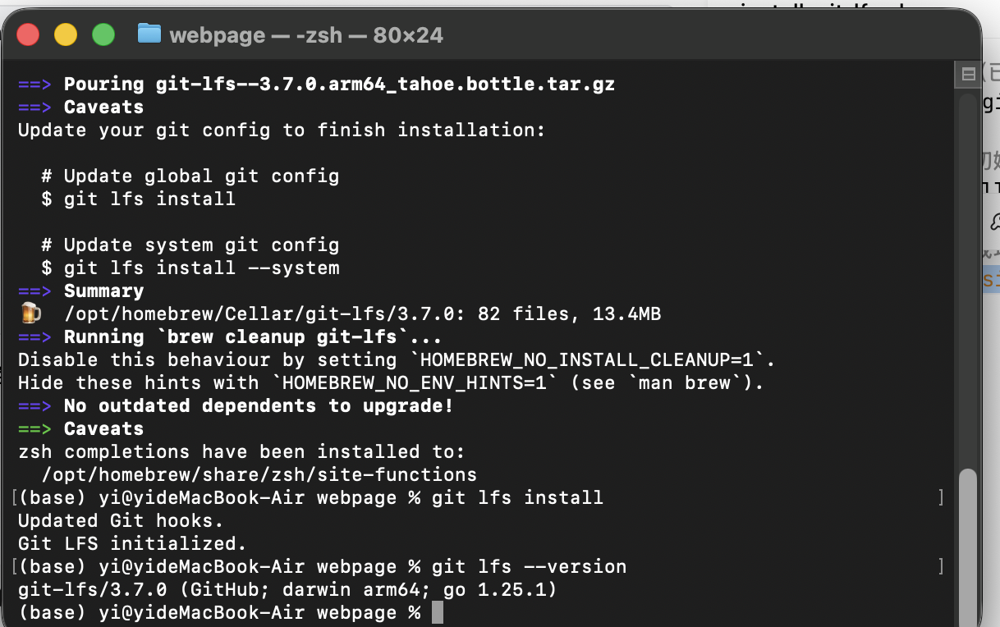 webpage — -zsh — 80×24
==> Pouring git-lfs--3.7.0.arm64_tahoe.bottle.tar.gz
==> Caveats
Update your git config to finish installation:
# Update global git config
$ git lfs install
# Update system git config
$ git lfs install --system
==> Summary
🍺 /opt/homebrew/Cellar/git-lfs/3.7.0: 82 files, 13.4MB
==> Running `brew cleanup git-lfs`...
Disable this behaviour by setting `HOMEBREW_NO_INSTALL_CLEANUP=1`.
Hide these hints with `HOMEBREW_NO_ENV_HINTS=1` (see `man brew`).
==> No outdated dependents to upgrade!
==> Caveats
zsh completions have been installed to:
/opt/homebrew/share/zsh/site-functions
[(base) yi@yideMacBook-Air webpage % git lfs install ]
Updated Git hooks.
Git LFS initialized.
[(base) yi@yideMacBook-Air webpage % git lfs --version ]
git-lfs/3.7.0 (GitHub; darwin arm64; go 1.25.1)
(base) yi@yideMacBook-Air webpage %